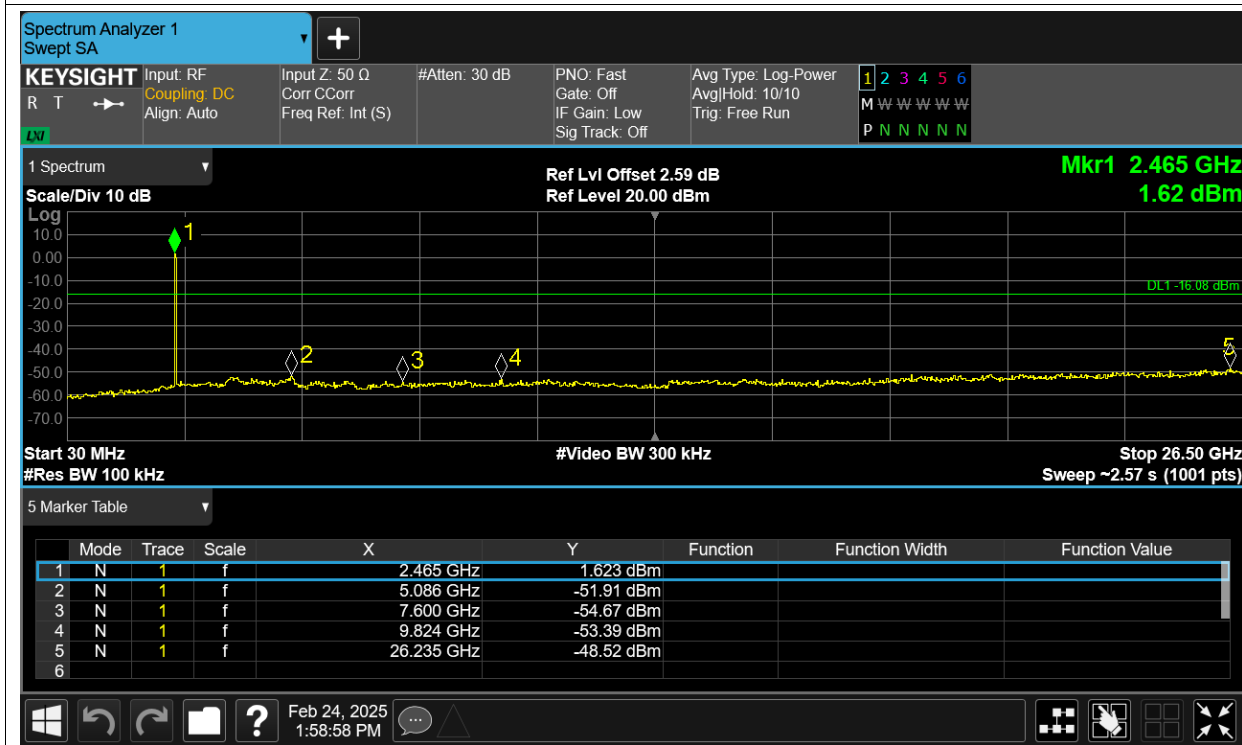 Spectrum Analyzer 1
Swept SA
+
KEYSIGHT
R T
LXI
Input: RF
Coupling: DC
Align: Auto
Input Z: 50 Ω
Corr CCorr
Freq Ref: Int (S)
#Atten: 30 dB
PNO: Fast
Gate: Off
IF Gain: Low
Sig Track: Off
Avg Type: Log-Power
Avg|Hold: 10/10
Trig: Free Run
1 2 3 4 5 6
M W W W W W
P N N N N N
1 Spectrum
Scale/Div 10 dB
Ref Lvl Offset 2.59 dB
Ref Level 20.00 dBm
Mkr1 2.465 GHz
1.62 dBm
Log
10.0
0.00
-10.0
-20.0
-30.0
-40.0
-50.0
-60.0
-70.0
1
2
3
4
5
DL1 -16.08 dBm
Start 30 MHz
#Video BW 300 kHz
Stop 26.50 GHz
#Res BW 100 kHz
Sweep ~2.57 s (1001 pts)
5 Marker Table
Mode Trace Scale X Y Function Function Width Function Value
1 N 1 f 2.465 GHz 1.623 dBm
2 N 1 f 5.086 GHz -51.91 dBm
3 N 1 f 7.600 GHz -54.67 dBm
4 N 1 f 9.824 GHz -53.39 dBm
5 N 1 f 26.235 GHz -48.52 dBm
6
?
Feb 24, 2025
1:58:58 PM